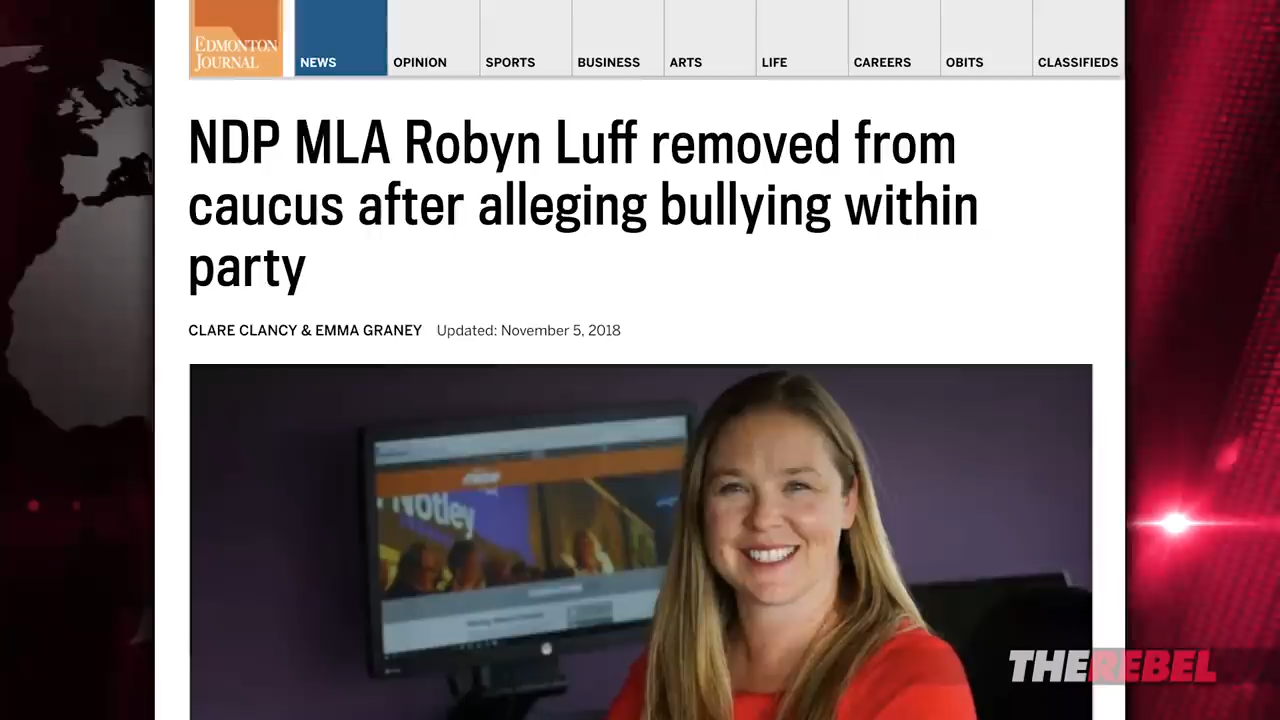 EDMONTON
JOURNAL
NEWS
OPINION
SPORTS
BUSINESS
ARTS
LIFE
CAREERS
OBITS
CLASSIFIEDS
NDP MLA Robyn Luff removed from
caucus after alleging bullying within
party
CLARE CLANCY & EMMA GRANEY Updated: November 5, 2018
Notley
THEREBEL